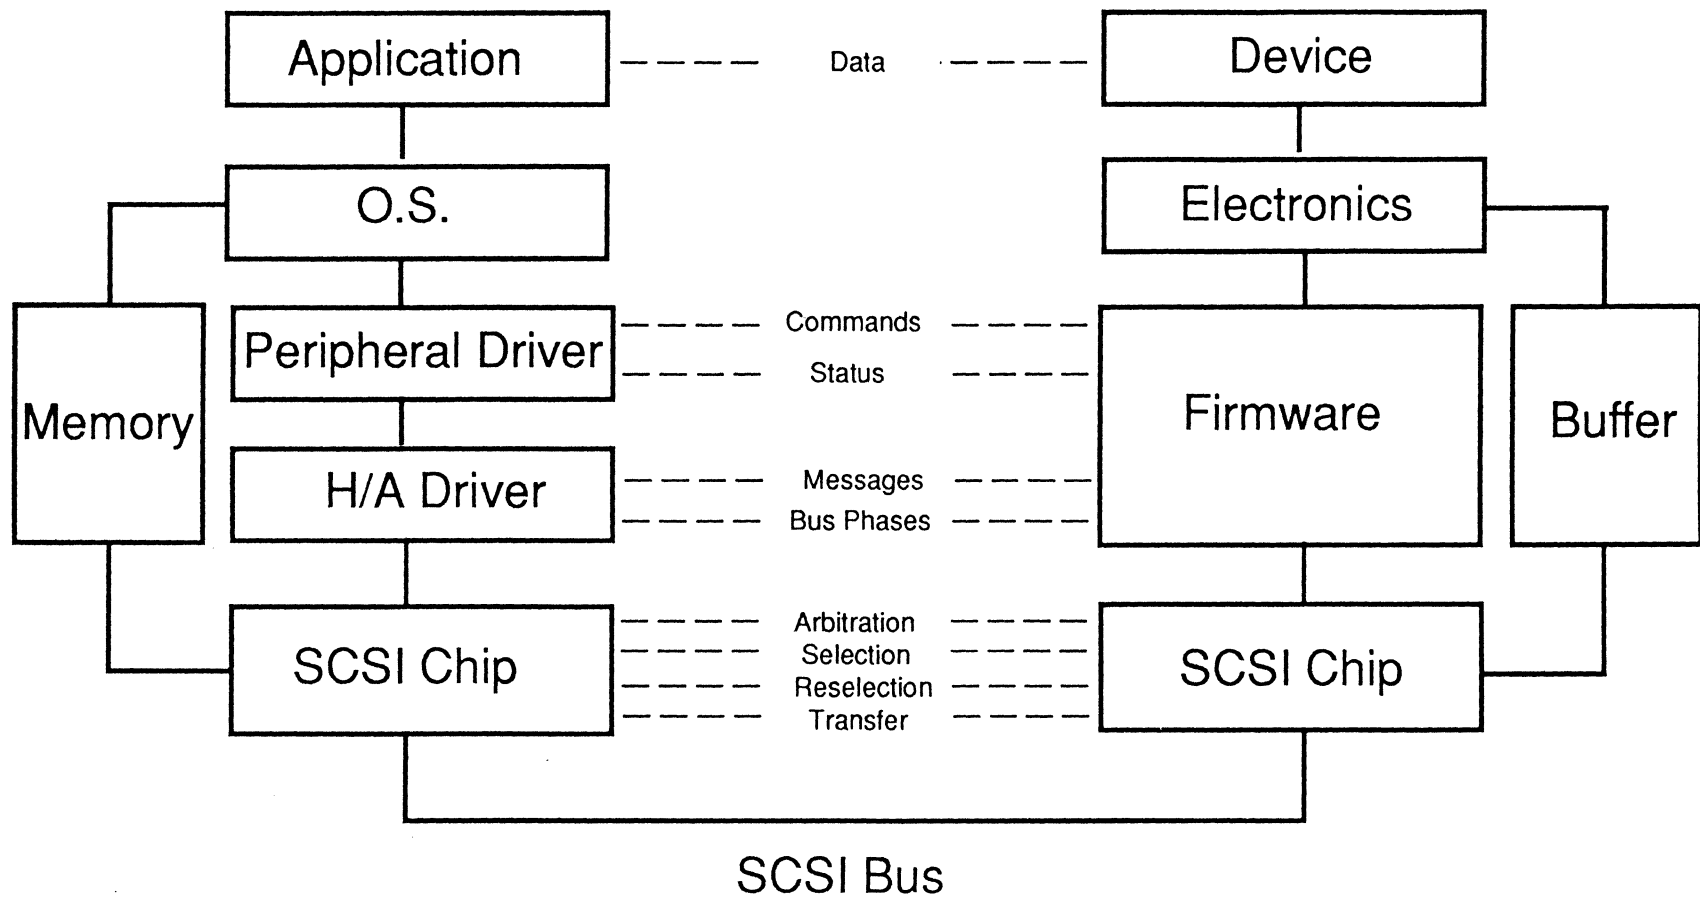 Application
Data
Device
O.S.
Electronics
Peripheral Driver
Commands
Status
Memory
Firmware
Buffer
H/A Driver
Messages
Bus Phases
SCSI Chip
Arbitration
Selection
Reselection
Transfer
SCSI Chip
SCSI Bus